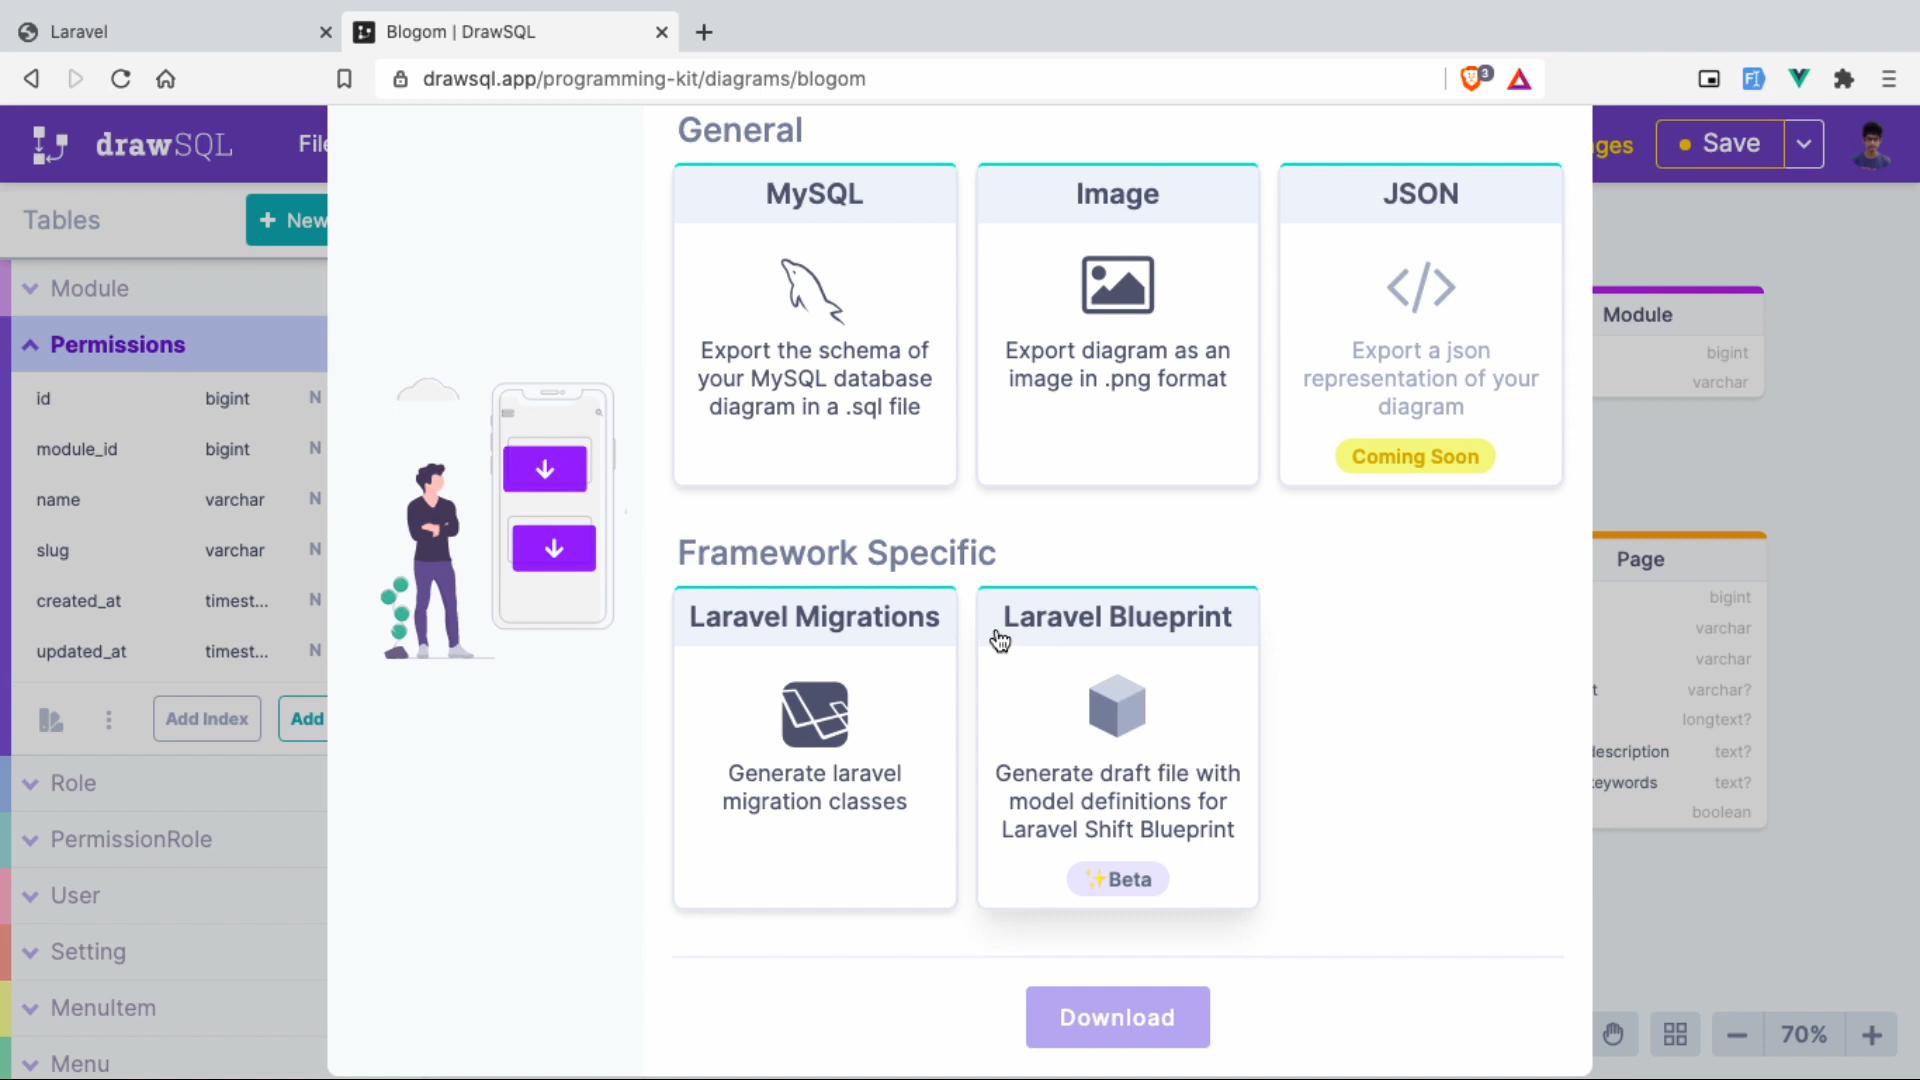 Laravel
Blogom | DrawSQL
drawsql.app/programming-kit/diagrams/blogom
3
drawSQL
File
ges
Save
Tables
+ New
Module
Permissions
id bigint N
module_id bigint N
name varchar N
slug varchar N
created_at timest... N
updated_at timest... N
Add Index
Add
Role
PermissionRole
User
Setting
MenuItem
Menu
General
MySQL
Export the schema of
your MySQL database
diagram in a .sql file
Image
Export diagram as an
image in .png format
JSON
Export a json
representation of your
diagram
Coming Soon
Framework Specific
Laravel Migrations
Generate laravel
migration classes
Laravel Blueprint
Generate draft file with
model definitions for
Laravel Shift Blueprint
✨Beta
Download
Module
bigint
varchar
Page
bigint
varchar
varchar
t varchar?
longtext?
description text?
eywords text?
boolean
70%